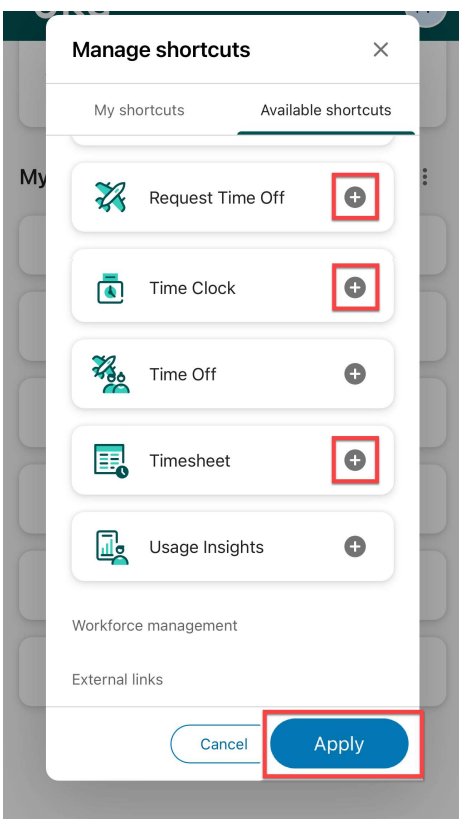 Manage shortcuts
My shortcuts
Available shortcuts
My
Request Time Off
Time Clock
Time Off
Timesheet
Usage Insights
Workforce management
External links
Cancel
Apply